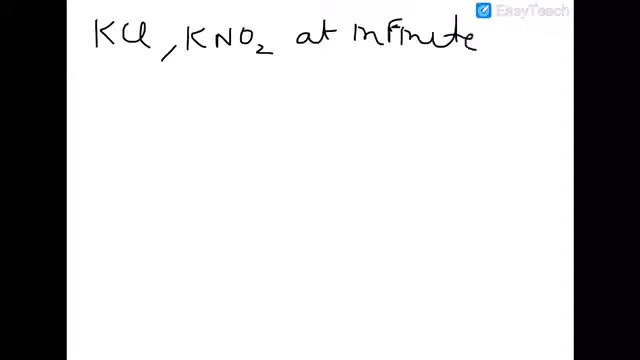 EasyTeach
KCl, KNO2 at infinite